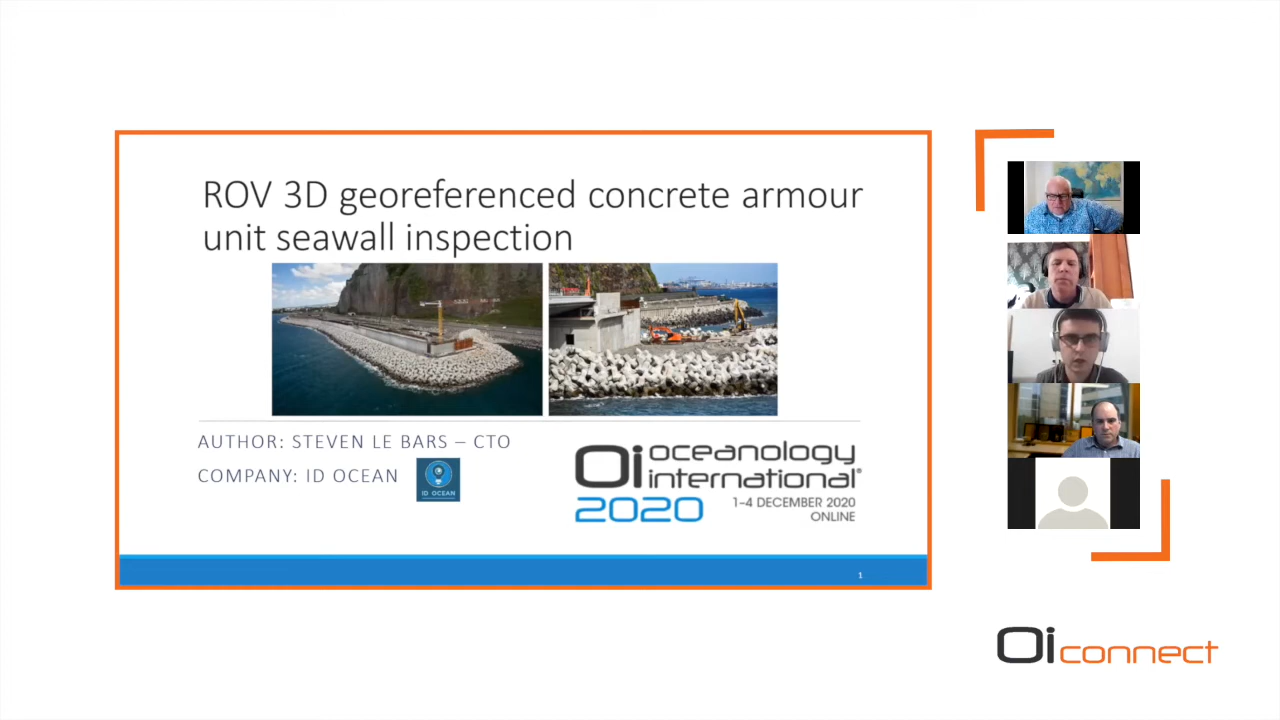 ROV 3D georeferenced concrete armour
unit seawall inspection
AUTHOR: STEVEN LE BARS – CTO
COMPANY: ID OCEAN
ID OCEAN
Oi oceanology
international®
2020
1-4 DECEMBER 2020
ONLINE
1
Oi connect